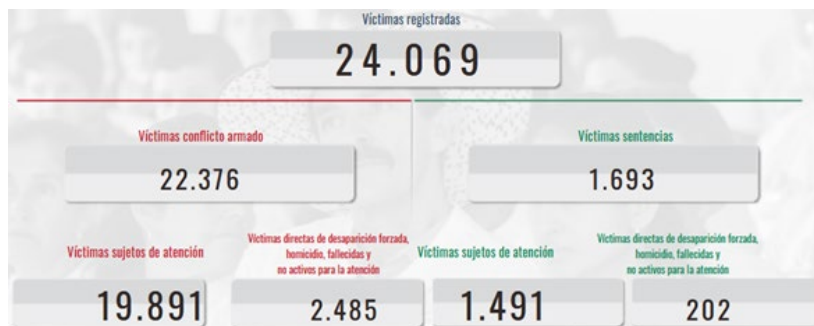 Víctimas registradas
24.069
Víctimas conflicto armado
Víctimas sentencias
22.376
1.693
Víctimas sujetos de atención
Víctimas directas de desaparición forzada,
homicidio, fallecidas y
no activos para la atención
Víctimas sujetos de atención
Víctimas directas de desaparición forzada,
homicidio, fallecidas y
no activos para la atención
19.891
2.485
1.491
202